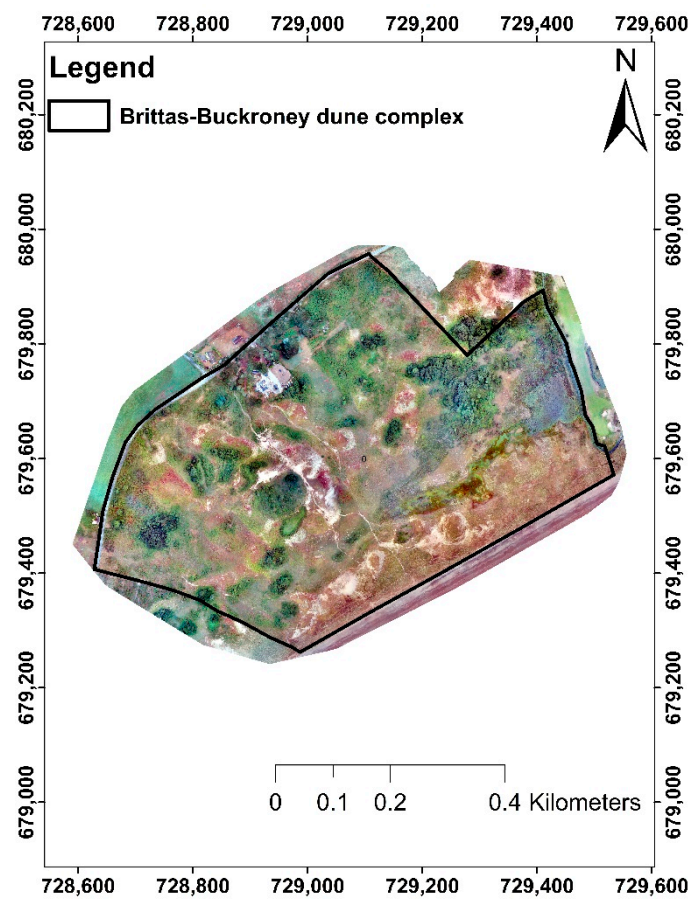 728,600 728,800 729,000 729,200 729,400 729,600
Legend
Brittas-Buckroney dune complex
N
680,200 680,200
680,000 680,000
679,800 679,800
679,600 679,600
679,400 679,400
679,200 679,200
679,000 679,000
0 0.1 0.2 0.4 Kilometers
728,600 728,800 729,000 729,200 729,400 729,600